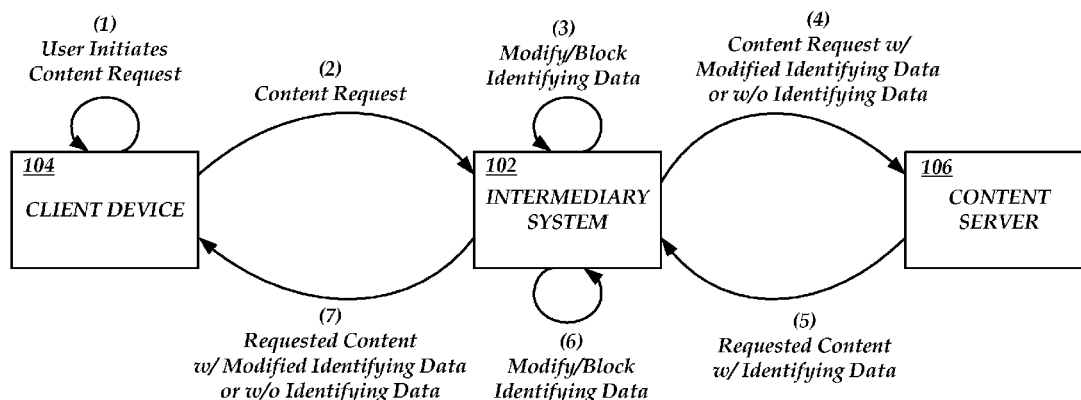 (1)
User Initiates
Content Request
(2)
Content Request
(3)
Modify/Block
Identifying Data
(4)
Content Request w/
Modified Identifying Data
or w/o Identifying Data
104
CLIENT DEVICE
102
INTERMEDIARY
SYSTEM
106
CONTENT
SERVER
(5)
Requested Content
w/ Identifying Data
(6)
Modify/Block
Identifying Data
(7)
Requested Content
w/ Modified Identifying Data
or w/o Identifying Data